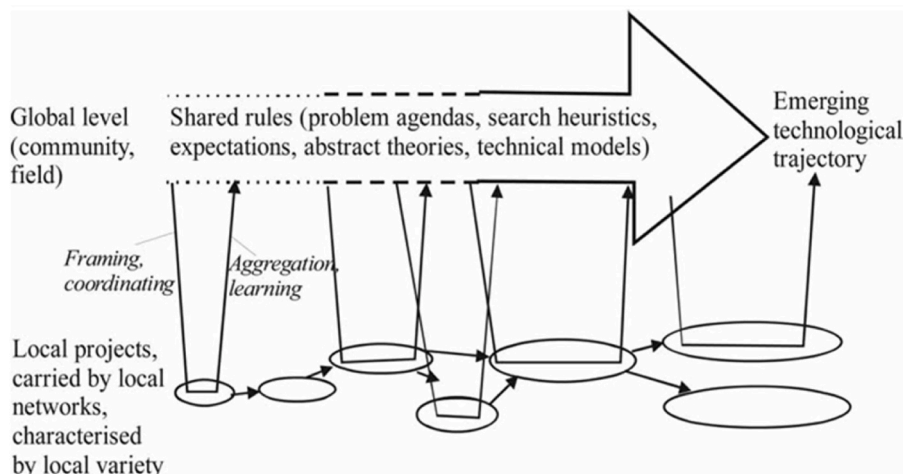 Global level
(community,
field)
Shared rules (problem agendas, search heuristics,
expectations, abstract theories, technical models)
Emerging
technological
trajectory
Framing,
coordinating
Aggregation,
learning
Local projects,
carried by local
networks,
characterised
by local variety